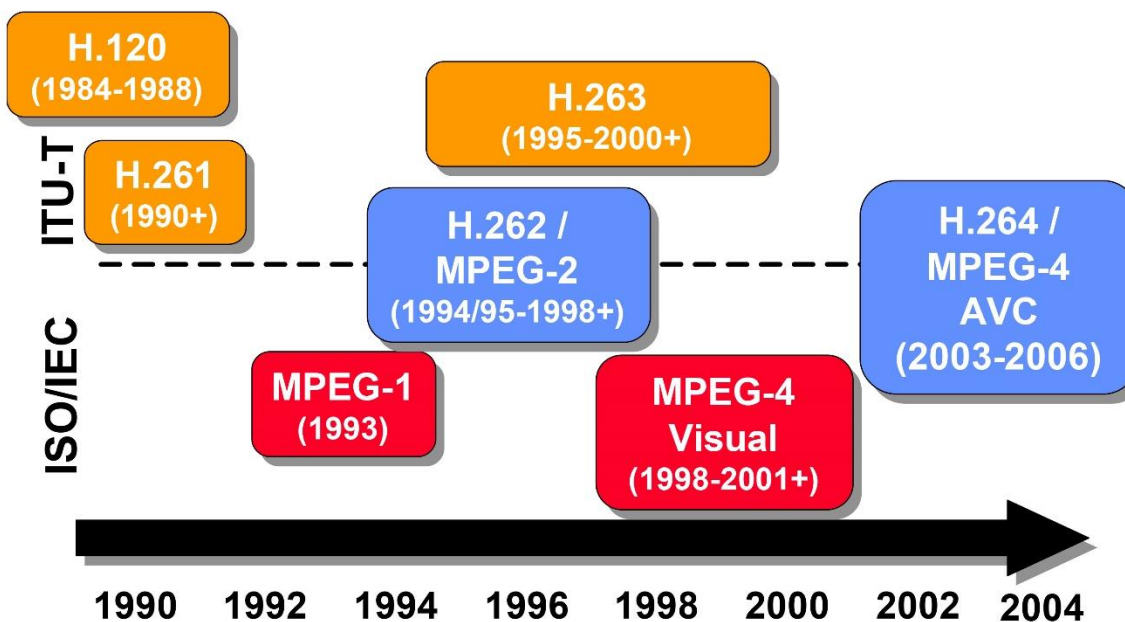 H.120
(1984-1988)
H.263
(1995-2000+)
ITU-T
H.261
(1990+)
H.262 /
MPEG-2
(1994/95-1998+)
H.264 /
MPEG-4
AVC
(2003-2006)
ISO/IEC
MPEG-1
(1993)
MPEG-4
Visual
(1998-2001+)
1990 1992 1994 1996 1998 2000 2002 2004